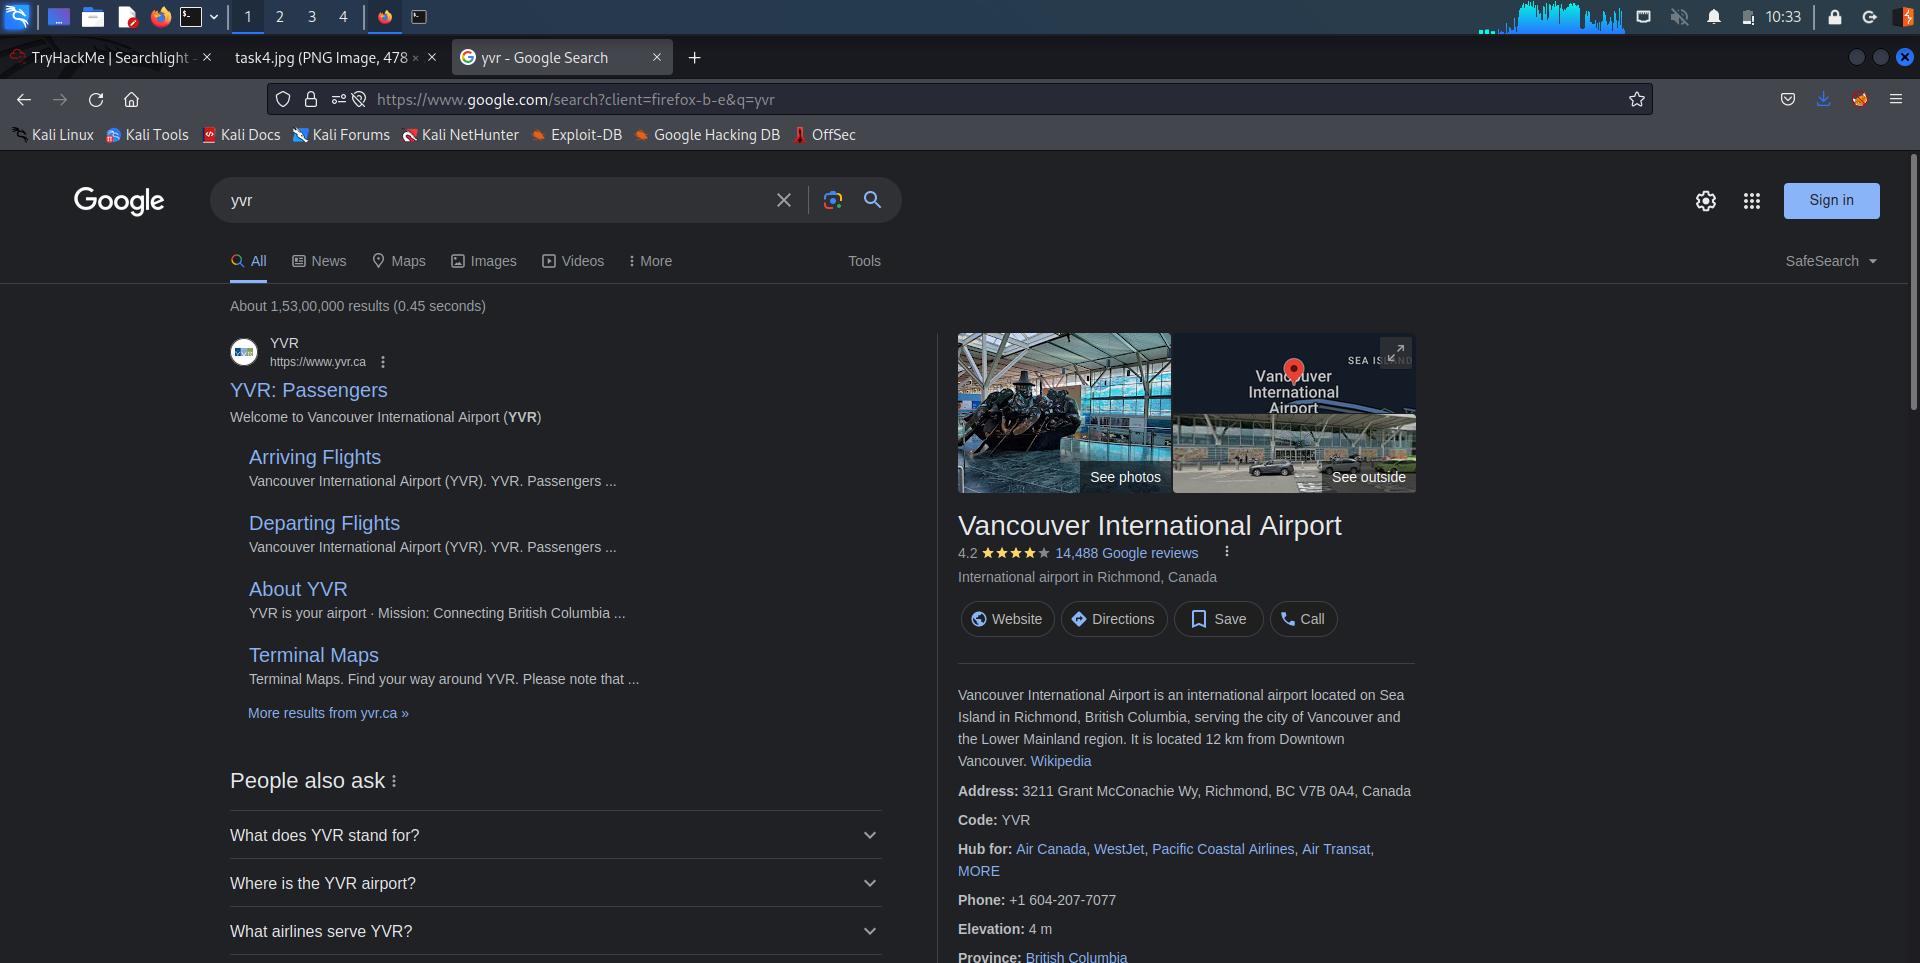 1 2 3 4 10:33
TryHackMe | Searchlight -
task4.jpg (PNG Image, 478 ×
yvr - Google Search
https://www.google.com/search?client=firefox-b-e&q=yvr
Kali Linux Kali Tools Kali Docs Kali Forums Kali NetHunter Exploit-DB Google Hacking DB OffSec
Google
yvr
Sign in
All News Maps Images Videos More Tools SafeSearch
About 1,53,00,000 results (0.45 seconds)
YVR
https://www.yvr.ca
YVR: Passengers
Welcome to Vancouver International Airport (YVR)
Arriving Flights
Vancouver International Airport (YVR). YVR. Passengers ...
Departing Flights
Vancouver International Airport (YVR). YVR. Passengers ...
About YVR
YVR is your airport · Mission: Connecting British Columbia ...
Terminal Maps
Terminal Maps. Find your way around YVR. Please note that ...
More results from yvr.ca »
People also ask
What does YVR stand for?
Where is the YVR airport?
What airlines serve YVR?
See photos
SEA ISLAND
Vancouver
International
Airport
See outside
Vancouver International Airport
4.2 14,488 Google reviews
International airport in Richmond, Canada
Website Directions Save Call
Vancouver International Airport is an international airport located on Sea
Island in Richmond, British Columbia, serving the city of Vancouver and
the Lower Mainland region. It is located 12 km from Downtown
Vancouver. Wikipedia
Address: 3211 Grant McConachie Wy, Richmond, BC V7B 0A4, Canada
Code: YVR
Hub for: Air Canada, WestJet, Pacific Coastal Airlines, Air Transat,
MORE
Phone: +1 604-207-7077
Elevation: 4 m
Province: British Columbia